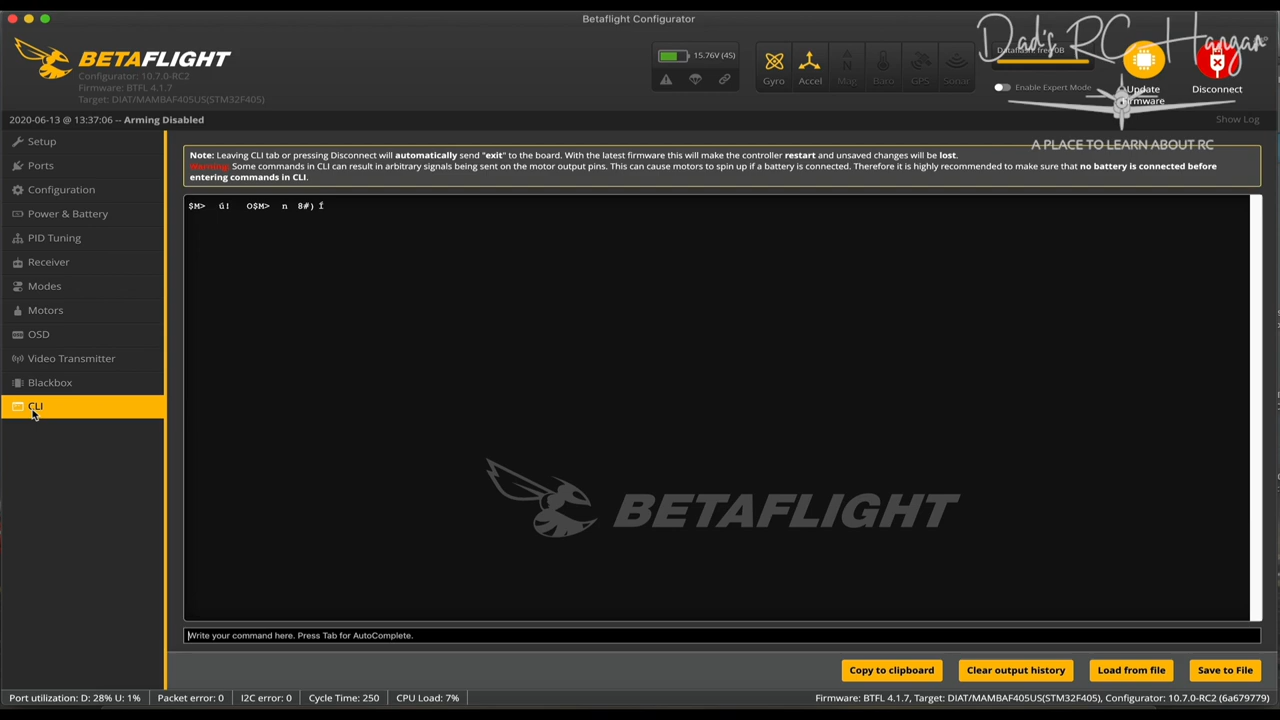 Betaflight Configurator
BETAFLIGHT
Configurator: 10.7.0-RC2
Firmware: BTFL 4.1.7
Target: DIAT/MAMBAF405US(STM32F405)
15.76V (4S)
Gyro
Accel
Mag
Baro
GPS
Sonar
Dataflash: free 0B
Enable Expert Mode
Update
Firmware
Disconnect
Dad's RC Hangar
A PLACE TO LEARN ABOUT RC
2020-06-13 @ 13:37:06 -- Arming Disabled
Show Log
Setup
Ports
Configuration
Power & Battery
PID Tuning
Receiver
Modes
Motors
OSD
Video Transmitter
Blackbox
CLI
Note: Leaving CLI tab or pressing Disconnect will automatically send "exit" to the board. With the latest firmware this will make the controller restart and unsaved changes will be lost.
Warning: Some commands in CLI can result in arbitrary signals being sent on the motor output pins. This can cause motors to spin up if a battery is connected. Therefore it is highly recommended to make sure that no battery is connected before
entering commands in CLI.
$M> ú! O$M> n 8#)
BETAFLIGHT
Write your command here. Press Tab for AutoComplete.
Copy to clipboard
Clear output history
Load from file
Save to File
Port utilization: D: 28% U: 1%
Packet error: 0
I2C error: 0
Cycle Time: 250
CPU Load: 7%
Firmware: BTFL 4.1.7, Target: DIAT/MAMBAF405US(STM32F405), Configurator: 10.7.0-RC2 (6a679779)